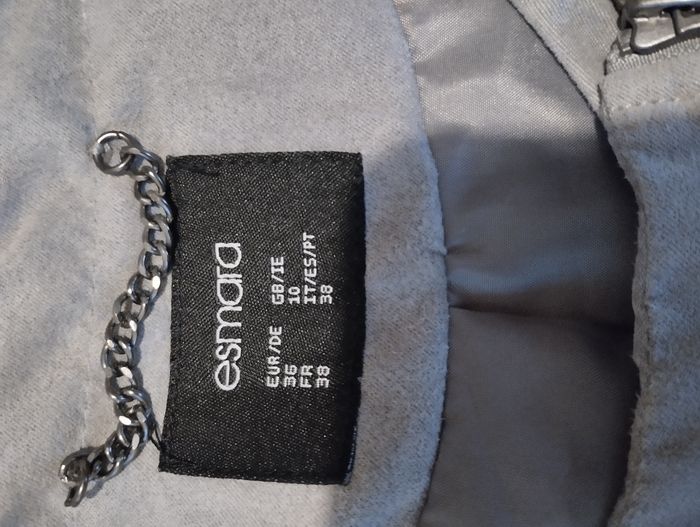 esmara
EUR/DE GB/IE
36 10
FR IT/ES/PT
38 38